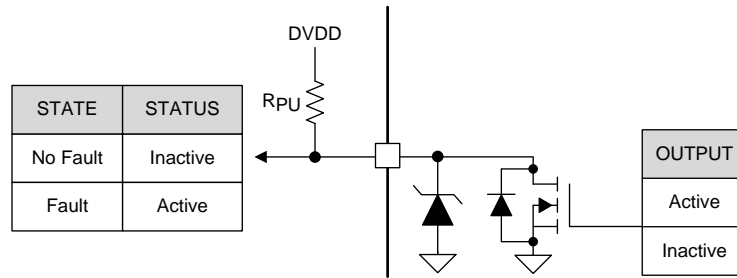 DVDD
RPU
STATE STATUS
No Fault Inactive
Fault Active
OUTPUT
Active
Inactive